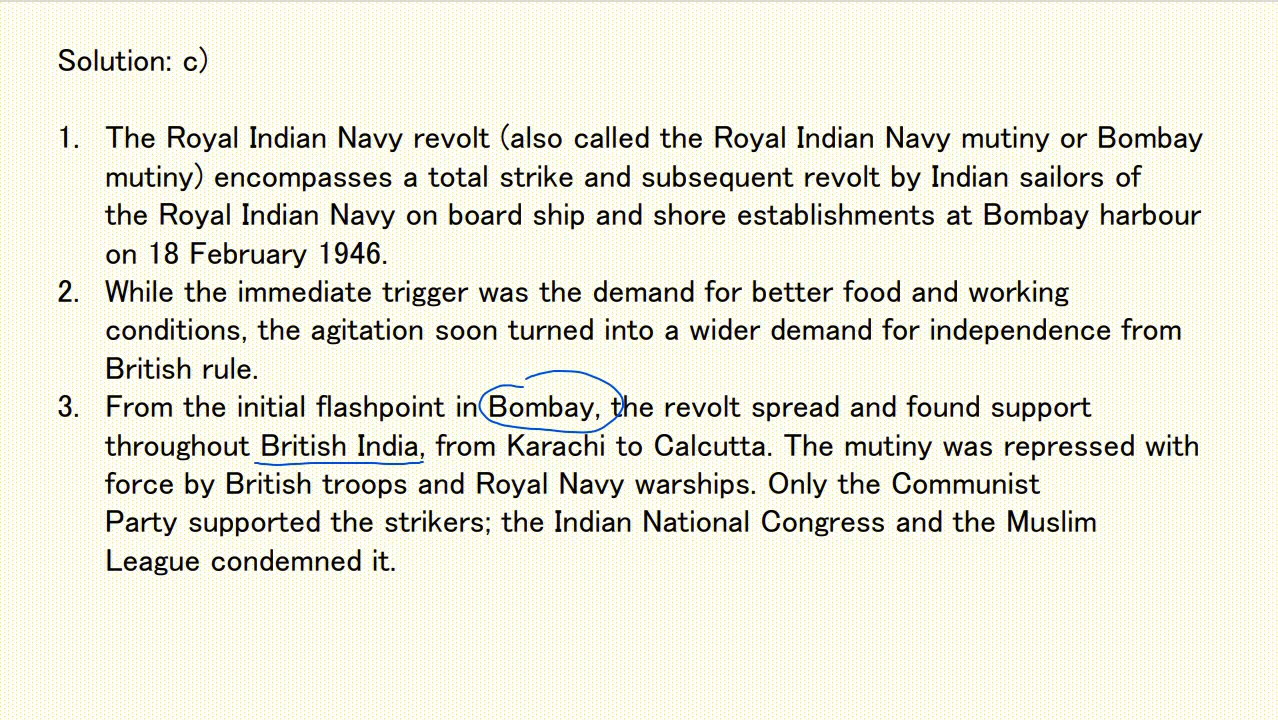 Solution: c)
1. The Royal Indian Navy revolt (also called the Royal Indian Navy mutiny or Bombay
mutiny) encompasses a total strike and subsequent revolt by Indian sailors of
the Royal Indian Navy on board ship and shore establishments at Bombay harbour
on 18 February 1946.
2. While the immediate trigger was the demand for better food and working
conditions, the agitation soon turned into a wider demand for independence from
British rule.
3. From the initial flashpoint in Bombay, the revolt spread and found support
throughout British India, from Karachi to Calcutta. The mutiny was repressed with
force by British troops and Royal Navy warships. Only the Communist
Party supported the strikers; the Indian National Congress and the Muslim
League condemned it.